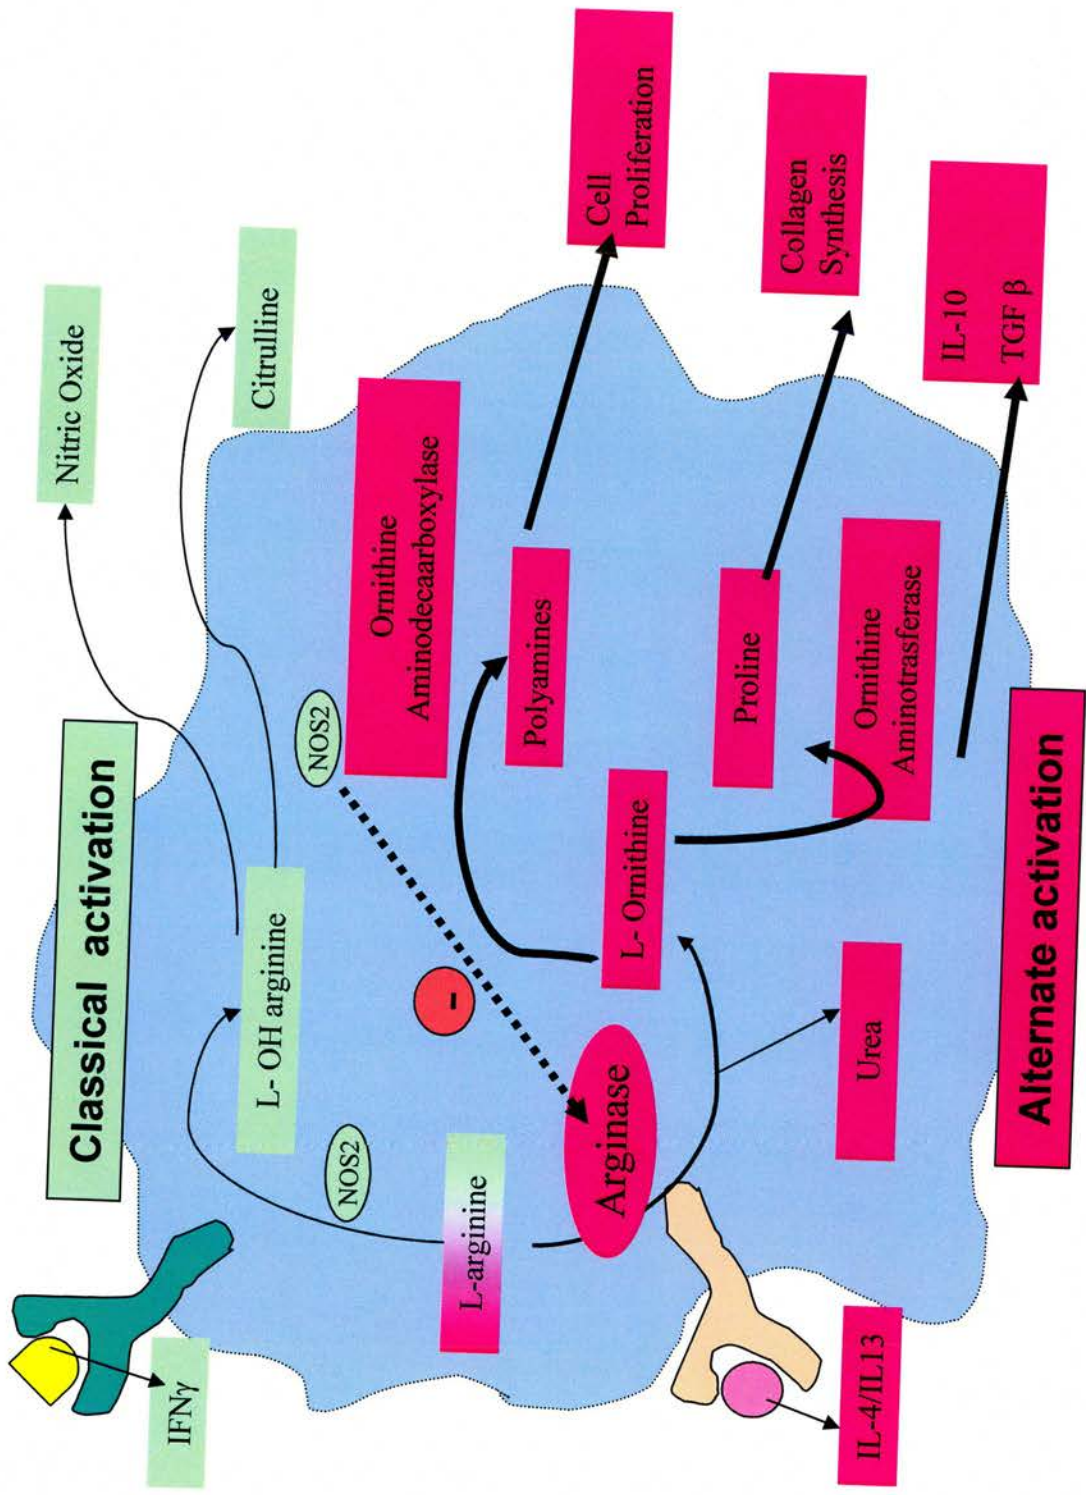 Classical activation
IFNγ
Nitric Oxide
L- OH arginine
Citrulline
NOS2
NOS2
Ornithine
Aminodecaarboxylase
L-arginine
-
Polyamines
Cell
Proliferation
Arginase
L- Ornithine
Proline
Collagen
Synthesis
Urea
Ornithine
Aminotrasferase
IL-4/IL13
IL-10
TGF β
Alternate activation